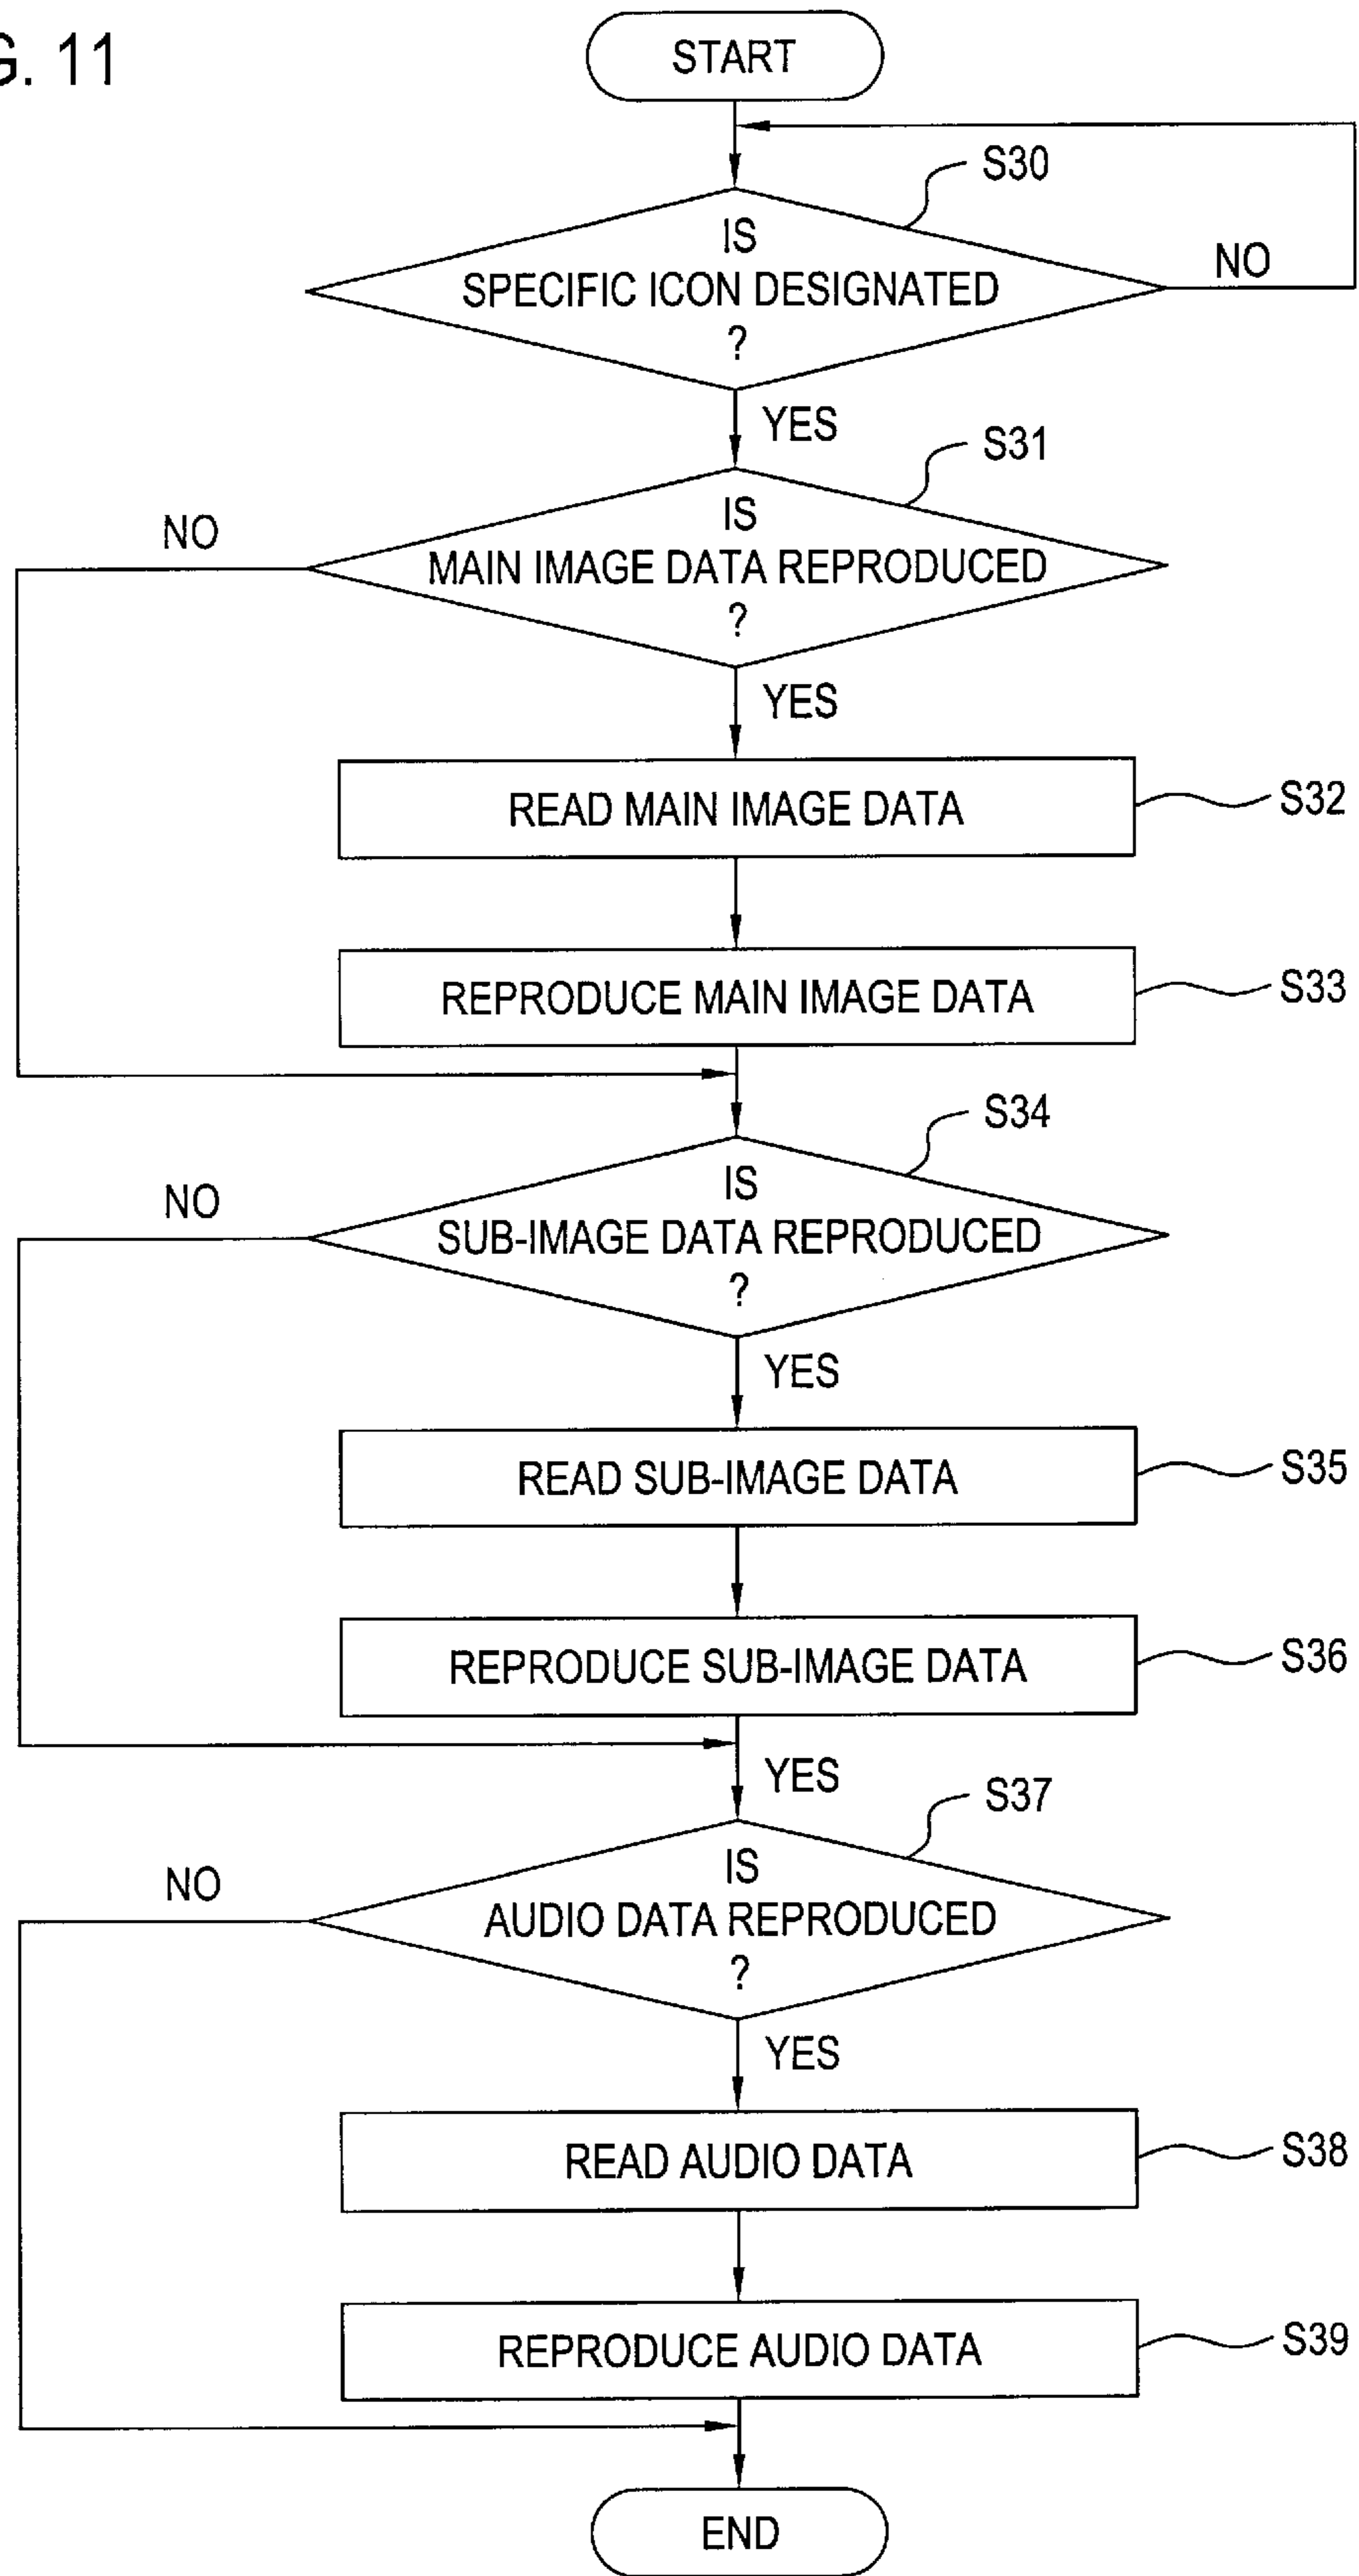 G. 11
START
S30
IS
SPECIFIC ICON DESIGNATED
?
NO
YES
S31
IS
MAIN IMAGE DATA REPRODUCED
?
NO
YES
READ MAIN IMAGE DATA
S32
REPRODUCE MAIN IMAGE DATA
S33
S34
IS
SUB-IMAGE DATA REPRODUCED
?
NO
YES
READ SUB-IMAGE DATA
S35
REPRODUCE SUB-IMAGE DATA
S36
YES
S37
IS
AUDIO DATA REPRODUCED
?
NO
YES
READ AUDIO DATA
S38
REPRODUCE AUDIO DATA
S39
END